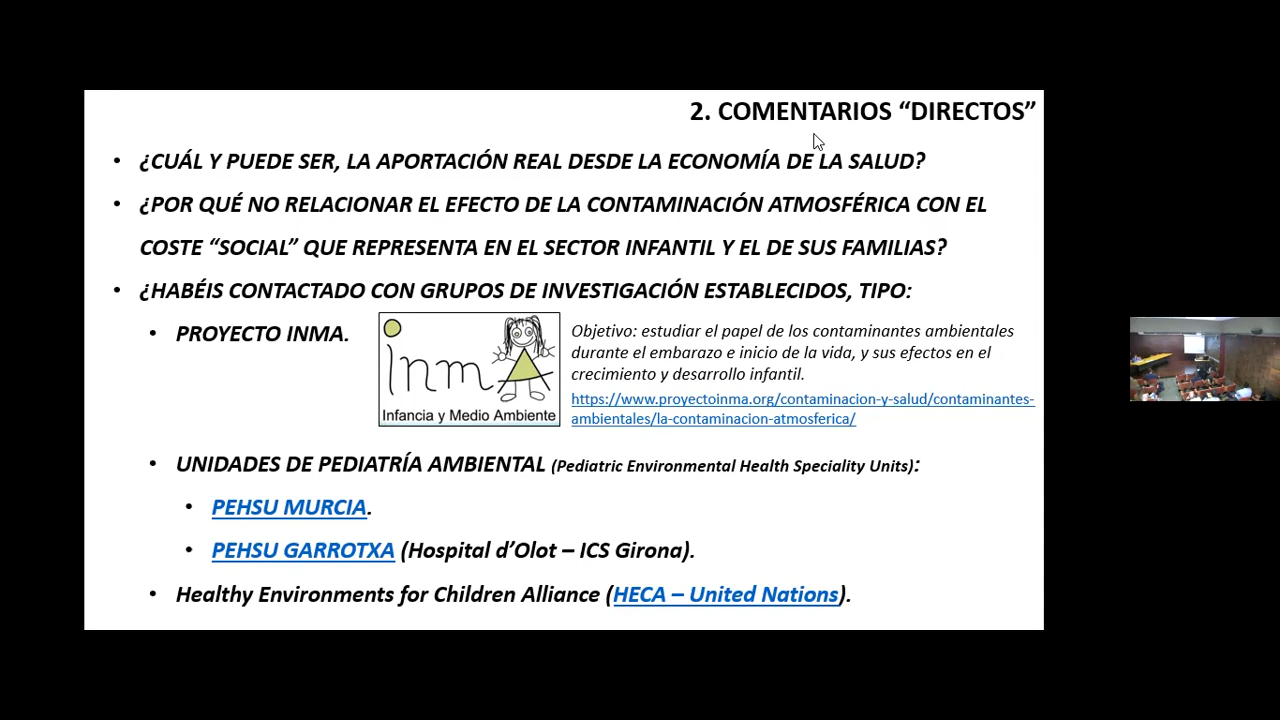 2. COMENTARIOS “DIRECTOS”
• ¿CUÁL Y PUEDE SER, LA APORTACIÓN REAL DESDE LA ECONOMÍA DE LA SALUD?
• ¿POR QUÉ NO RELACIONAR EL EFECTO DE LA CONTAMINACIÓN ATMOSFÉRICA CON EL
COSTE “SOCIAL” QUE REPRESENTA EN EL SECTOR INFANTIL Y EL DE SUS FAMILIAS?
• ¿HABÉIS CONTACTADO CON GRUPOS DE INVESTIGACIÓN ESTABLECIDOS, TIPO:
• PROYECTO INMA.
inma
Infancia y Medio Ambiente
Objetivo: estudiar el papel de los contaminantes ambientales
durante el embarazo e inicio de la vida, y sus efectos en el
crecimiento y desarrollo infantil.
https://www.proyectoinma.org/contaminacion-y-salud/contaminantes-
ambientales/la-contaminacion-atmosferica/
• UNIDADES DE PEDIATRÍA AMBIENTAL (Pediatric Environmental Health Speciality Units):
• PEHSU MURCIA.
• PEHSU GARROTXA (Hospital d’Olot – ICS Girona).
• Healthy Environments for Children Alliance (HECA – United Nations).